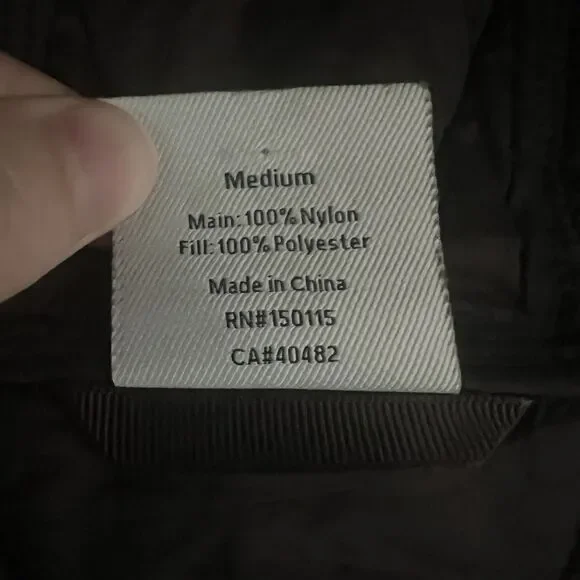 Medium
Main:100% Nylon
Fill:100% Polyester
Made in China
RN#150115
CA#40482